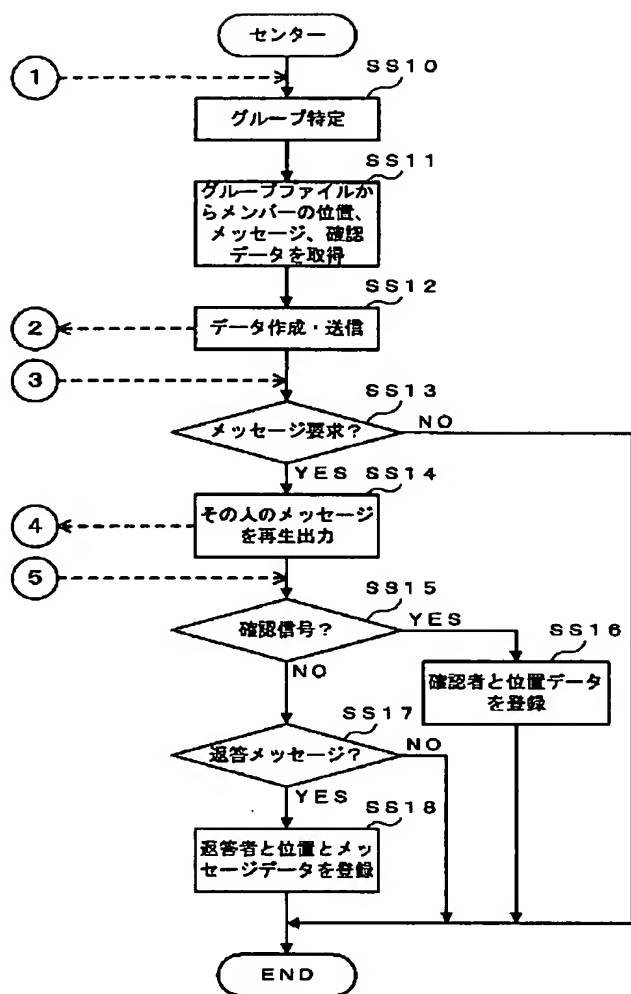 センター
①
SS10
グループ特定
SS11
グループファイルか
らメンバーの位置、
メッセージ、確認
データを取得
SS12
②
データ作成・送信
③
SS13
メッセージ要求？
NO
YES
SS14
④
その人のメッセージ
を再生出力
⑤
SS15
確認信号？
YES
SS16
確認者と位置データ
を登録
NO
SS17
返答メッセージ？
NO
YES
SS18
返答者と位置とメッ
セージデータを登録
END